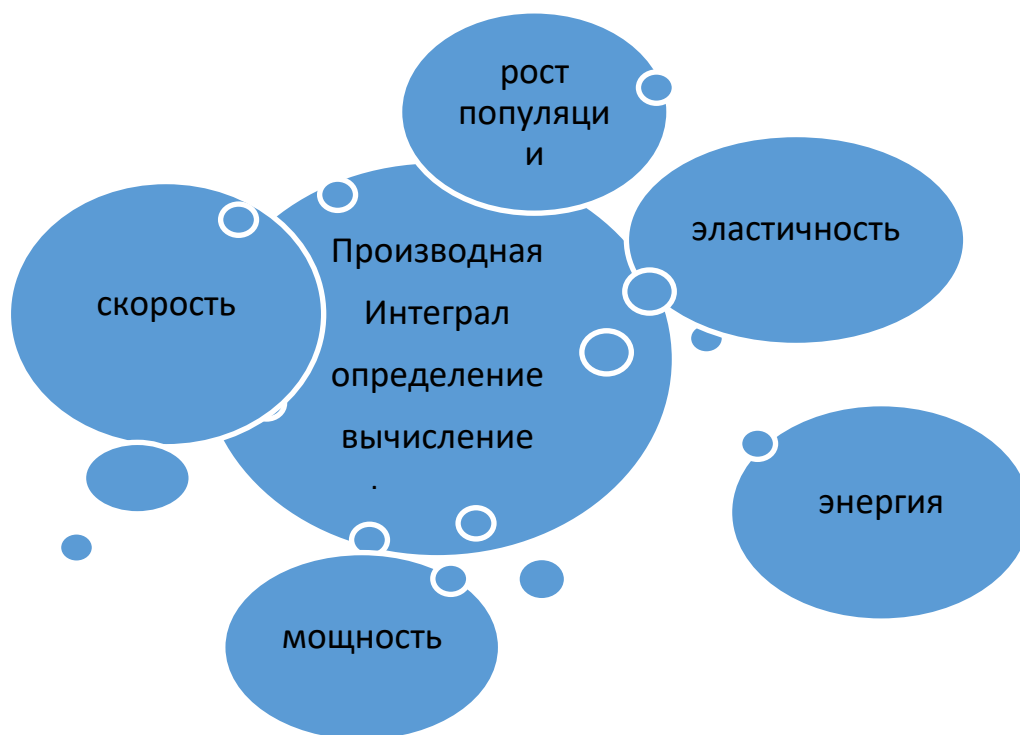 рост
популяци
и
эластичность
скорость
Производная
Интеграл
определение
вычисление
.
энергия
мощность